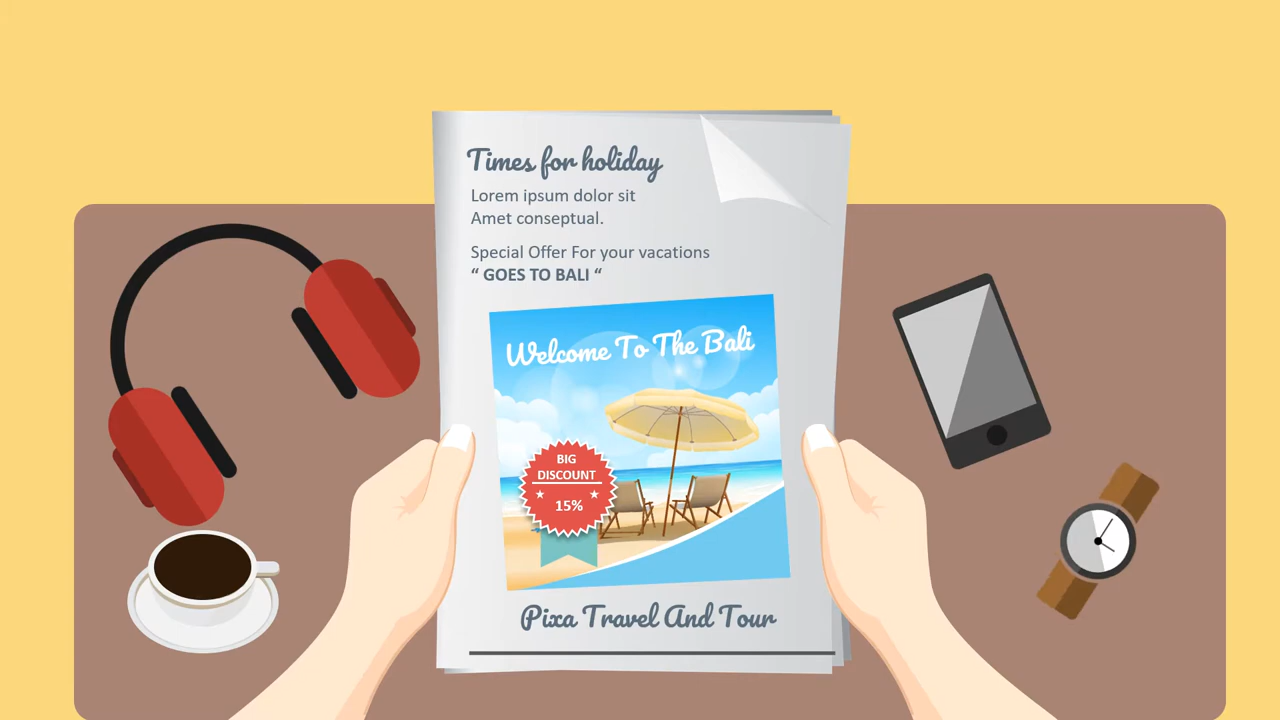 Times for holiday
Lorem ipsum dolor sit
Amet conseptual.
Special Offer For your vacations
“ GOES TO BALI “
Welcome To The Bali
BIG
DISCOUNT
15%
Pixa Travel And Tour